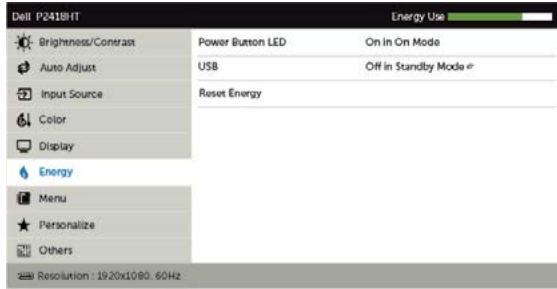 Dell P2418HT Energy Use
Brightness/Contrast Power Button LED On in On Mode
Auto Adjust USB Off in Standby Mode
Input Source Reset Energy
Color
Display
Energy
Menu
Personalize
Others
Resolution : 1920x1080, 60Hz